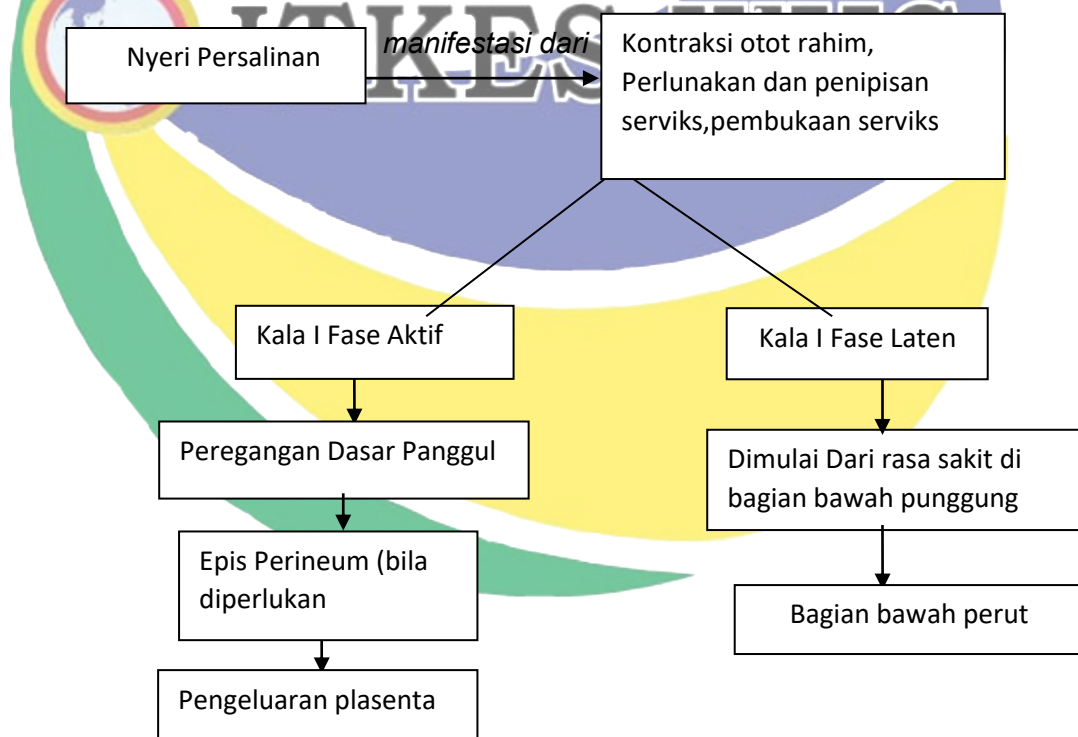 ITKES
Nyeri Persalinan
manifestasi dari
Kontraksi otot rahim,
Perlunakan dan penipisan
serviks,pembukaan serviks
Kala I Fase Aktif
Kala I Fase Laten
Peregangan Dasar Panggul
Dimulai Dari rasa sakit di
bagian bawah punggung
Epis Perineum (bila
diperlukan
Bagian bawah perut
Pengeluaran plasenta